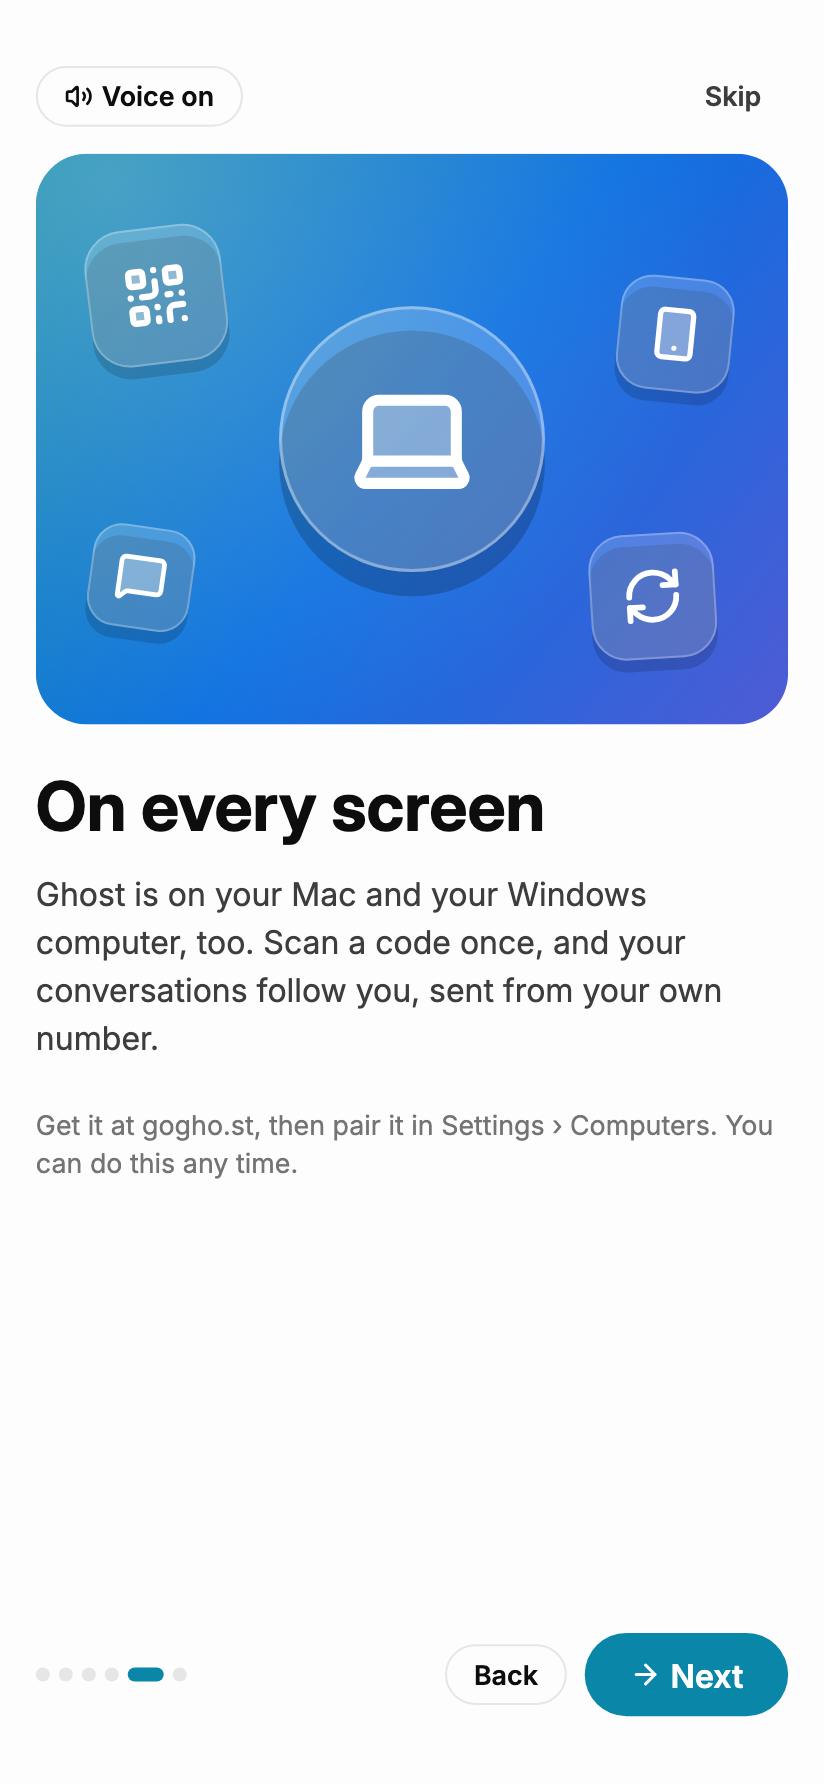 Voice on
Skip
On every screen
Ghost is on your Mac and your Windows
computer, too. Scan a code once, and your
conversations follow you, sent from your own
number.
Get it at gogho.st, then pair it in Settings › Computers. You
can do this any time.
Back
Next